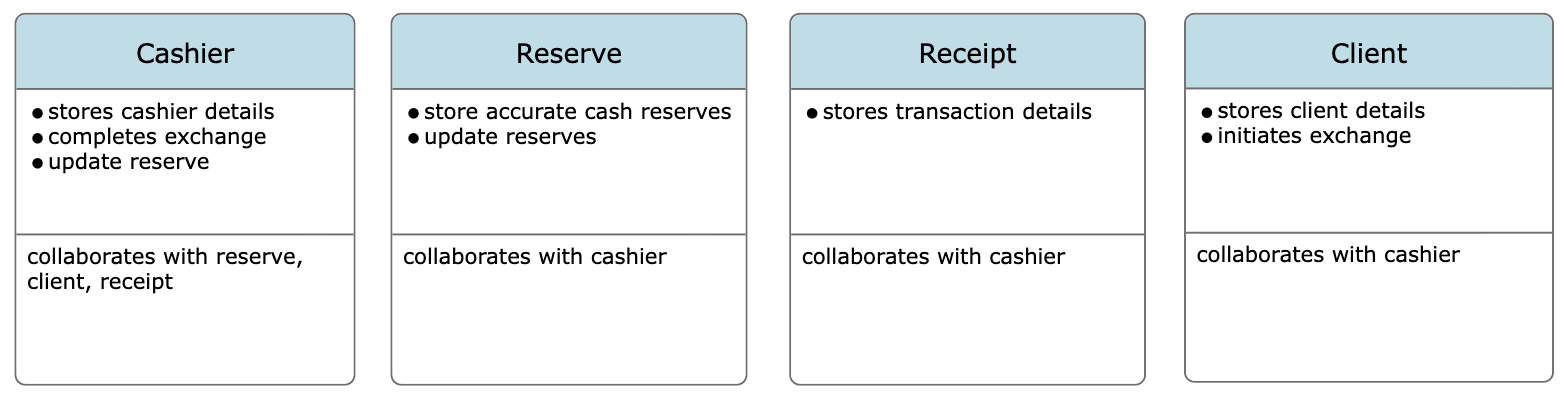 Cashier
• stores cashier details
• completes exchange
• update reserve
collaborates with reserve,
client, receipt
Reserve
• store accurate cash reserves
• update reserves
collaborates with cashier
Receipt
• stores transaction details
collaborates with cashier
Client
• stores client details
• initiates exchange
collaborates with cashier